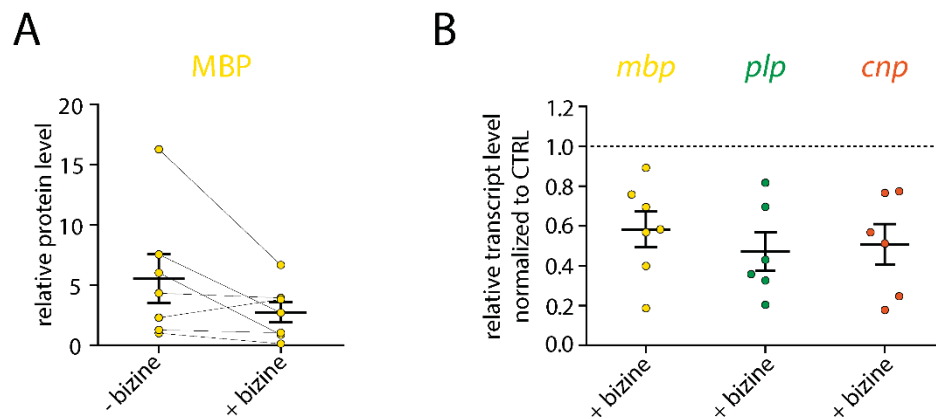 A
MBP
relative protein level
20
15
10
5
0
- bizine
+ bizine
B
mbp
plp
cnp
relative transcript level
normalized to CTRL
1.2
1.0
0.8
0.6
0.4
0.2
0.0
+ bizine
+ bizine
+ bizine